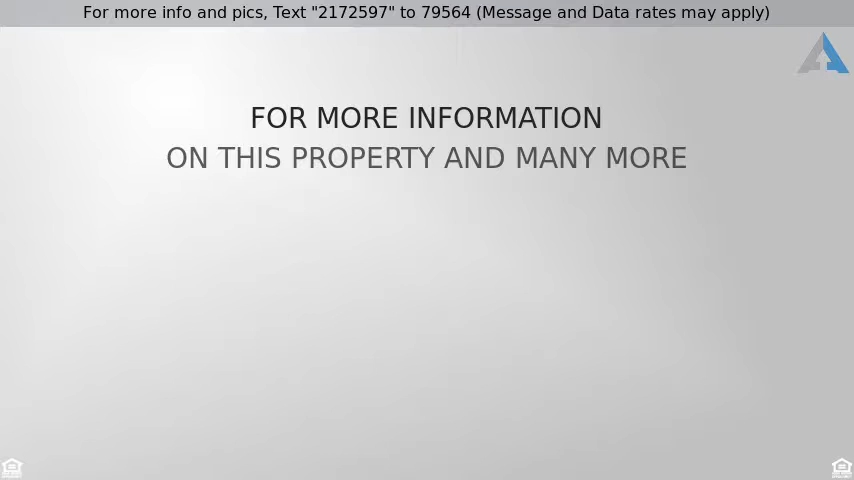 For more info and pics, Text "2172597" to 79564 (Message and Data rates may apply)
FOR MORE INFORMATION
ON THIS PROPERTY AND MANY MORE